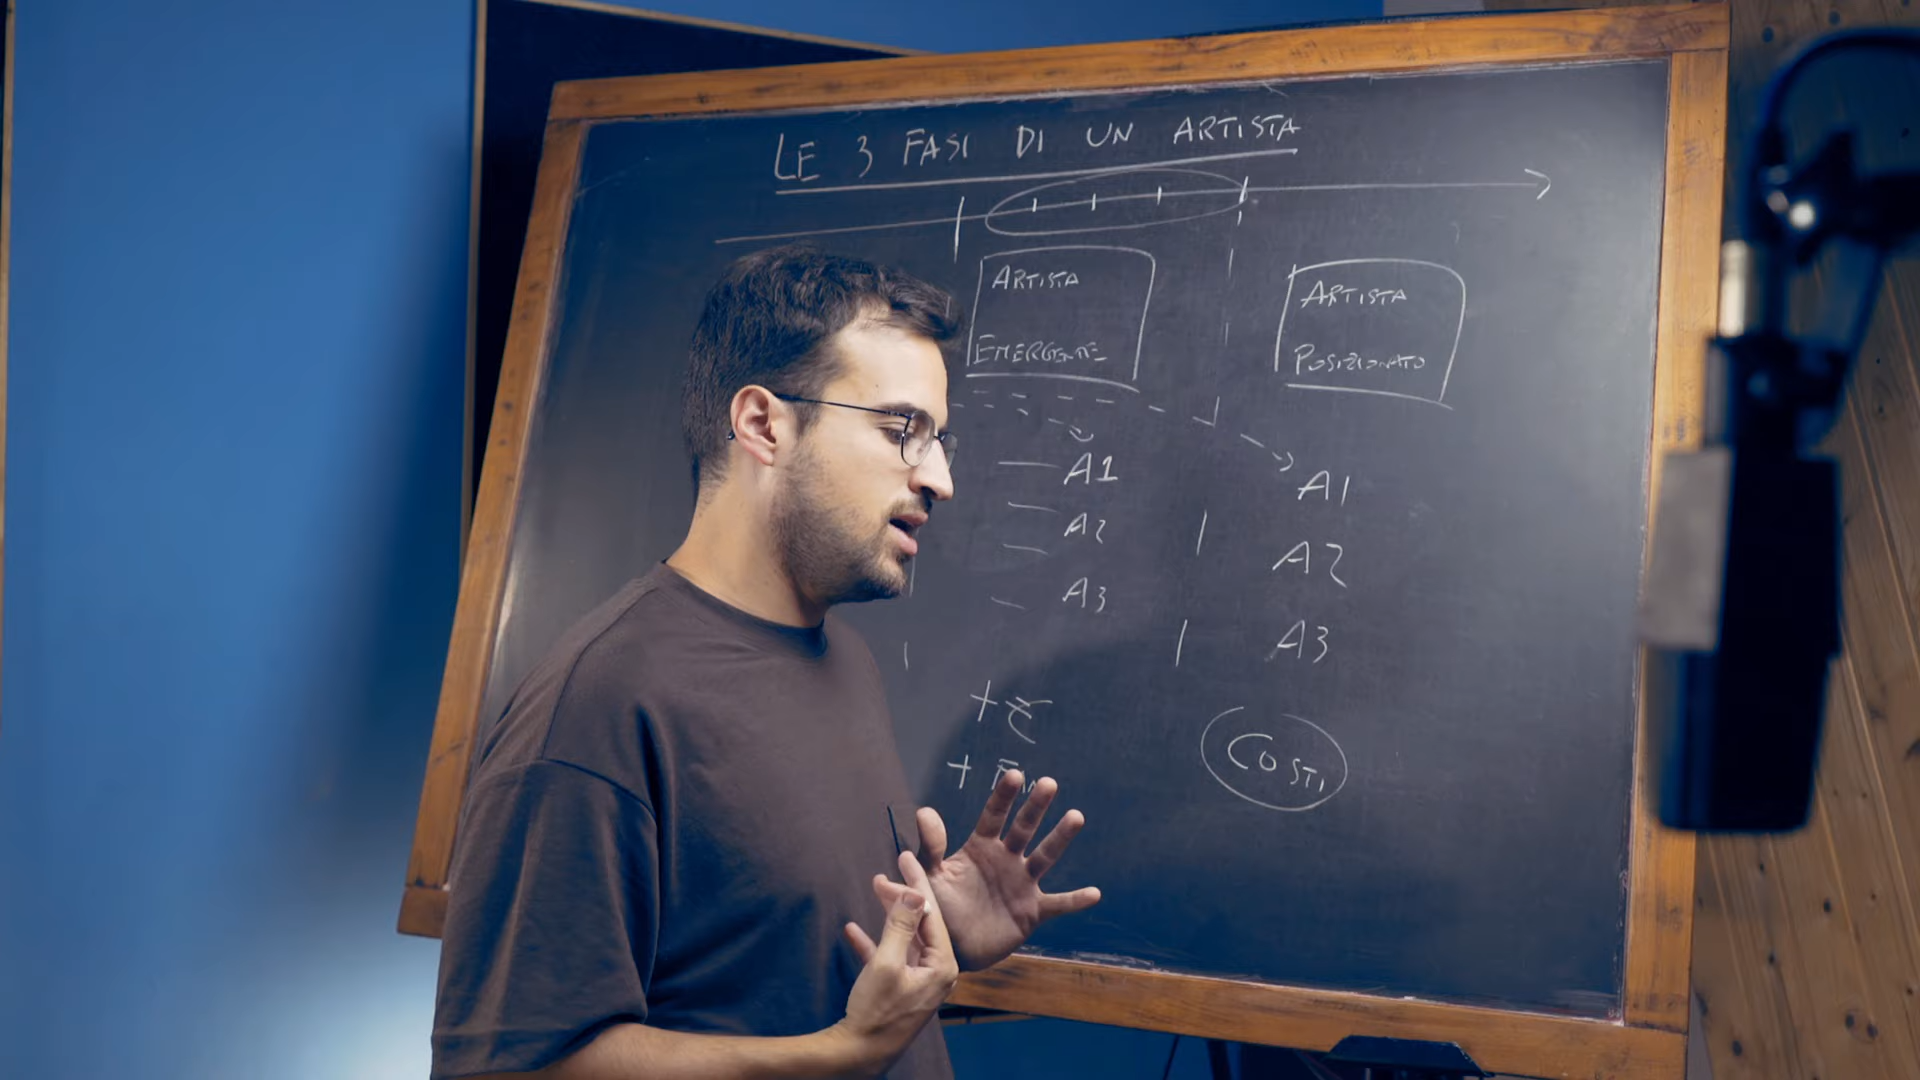 LE 3 FASI DI UN ARTISTA
ARTISTA
EMERGENTE
ARTISTA
POSIZIONATO
A1
A2
A3
A1
A2
A3
+ €
+
COSTI